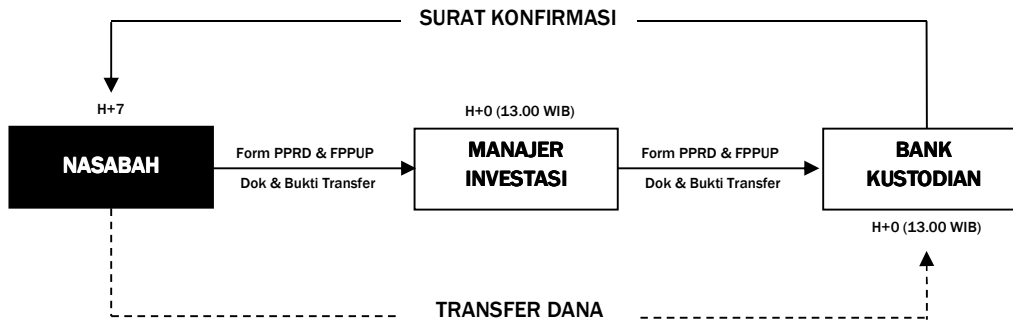 SURAT KONFIRMASI
H+7
H+0 (13.00 WIB)
NASABAH
Form PPRD & FPPUP
Dok & Bukti Transfer
MANAJER
INVESTASI
Form PPRD & FPPUP
Dok & Bukti Transfer
BANK
KUSTODIAN
H+0 (13.00 WIB)
TRANSFER DANA